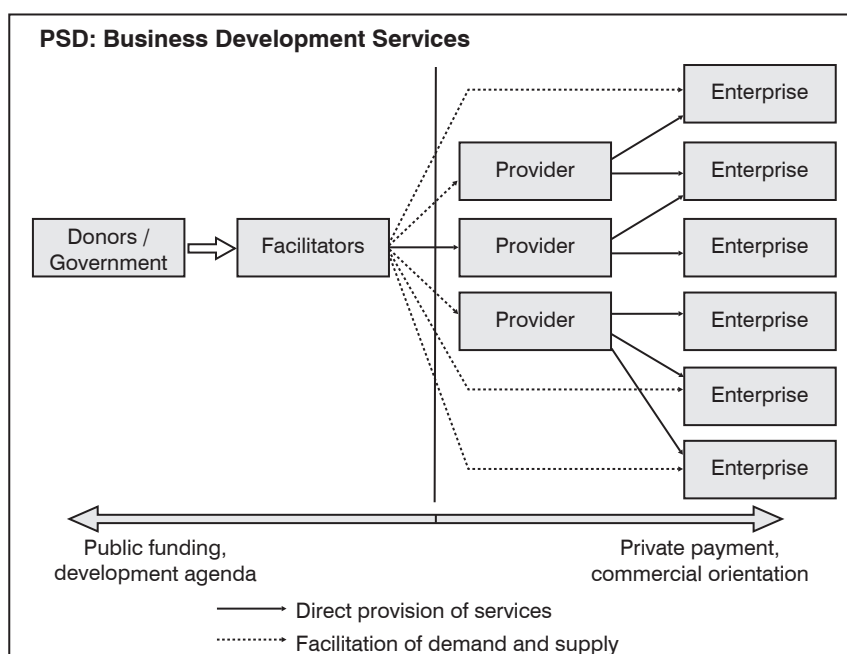 PSD: Business Development Services
Enterprise
Provider
Enterprise
Donors /
Government
Facilitators
Provider
Enterprise
Provider
Enterprise
Enterprise
Enterprise
Public funding,
development agenda
Private payment,
commercial orientation
Direct provision of services
Facilitation of demand and supply